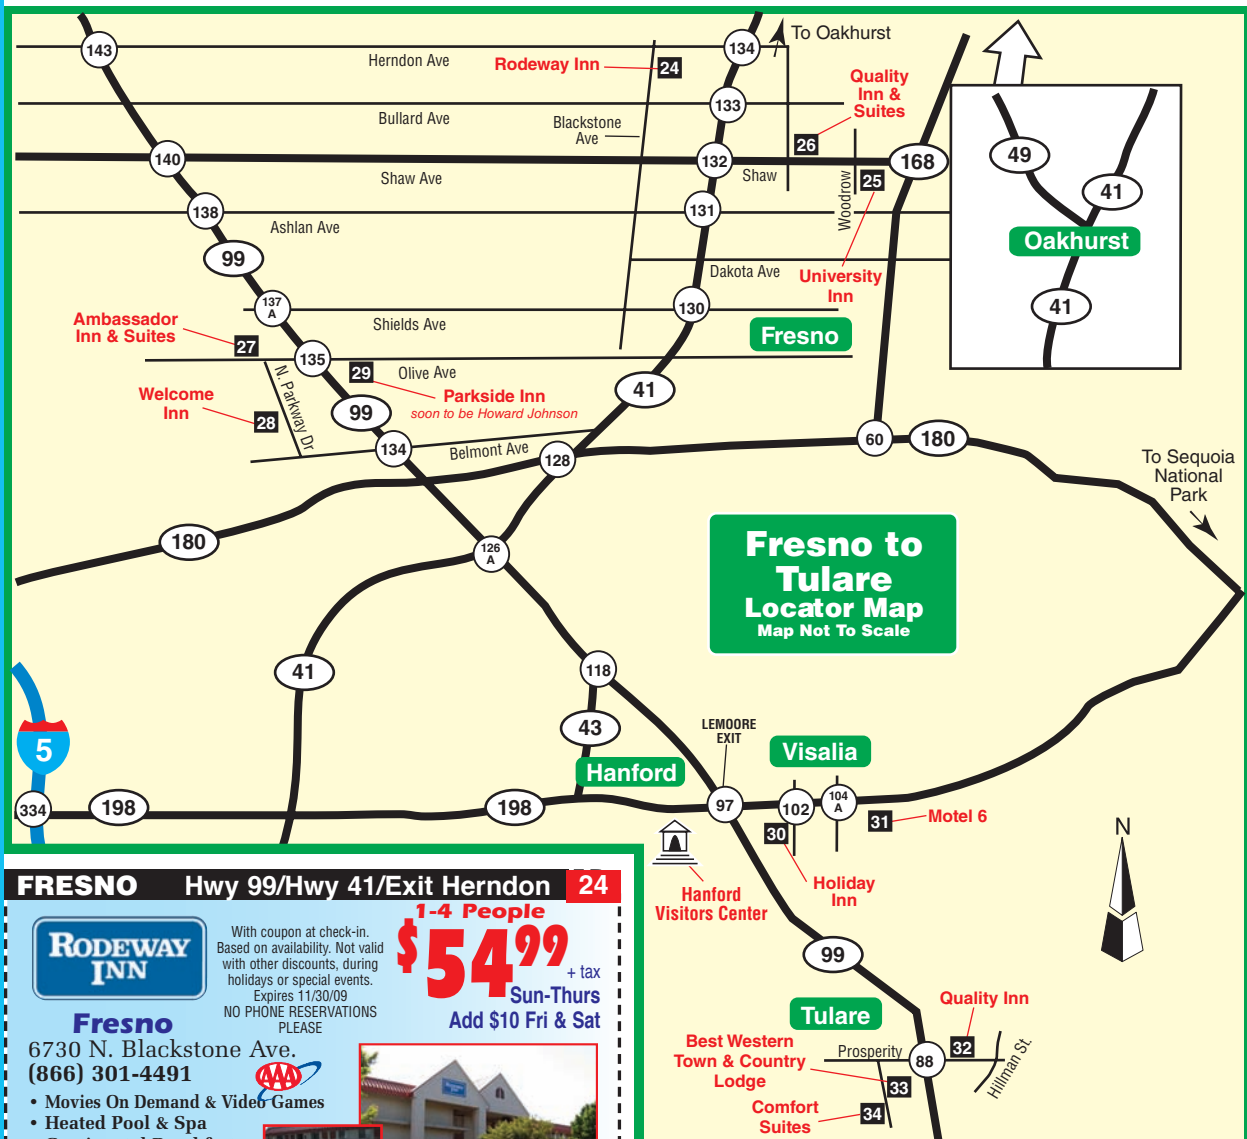 143
134
To Oakhurst
Herndon Ave
Rodeway Inn
24
Quality
Inn &
Suites
133
Bullard Ave
Blackstone
Ave
26
140
132
Shaw
168
Shaw Ave
Woodrow
25
138
131
Ashlan Ave
99
Dakota Ave
University
Inn
137
A
130
Shields Ave
Ambassador
Inn & Suites
27
Fresno
135
29
Olive Ave
Parkside Inn
soon to be Howard Johnson
41
Welcome
Inn
28
N. Parkway Dr
99
134
Belmont Ave
128
60
180
49
41
Oakhurst
41
To Sequoia
National
Park
180
126
A
Fresno to
Tulare
Locator Map
Map Not To Scale
41
118
43
LEMOORE
EXIT
Visalia
5
Hanford
334
198
198
97
102
104
A
30
31
Motel 6
Holiday
Inn
Hanford
Visitors Center
N
99
Tulare
Quality Inn
Best Western
Town & Country
Lodge
Prosperity
88
32
Hillman St.
33
Comfort
Suites
34
FRESNO Hwy 99/Hwy 41/Exit Herndon 24
RODEWAY
INN
With coupon at check-in.
Based on availability. Not valid
with other discounts, during
holidays or special events.
Expires 11/30/09
NO PHONE RESERVATIONS
PLEASE
1-4 People
$54.99
+ tax
Sun-Thurs
Add $10 Fri & Sat
Fresno
6730 N. Blackstone Ave.
(866) 301-4491
AAA
• Movies On Demand & Video Games
• Heated Pool & Spa